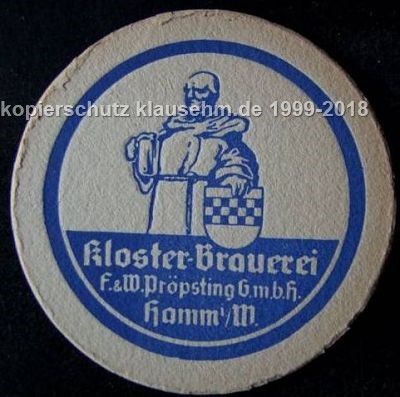 kopierschutz klausehm.de 1999-2018
Kloster-Brauerei
F.&W. Pröpsting G.m.b.H.
Hamm i/W.